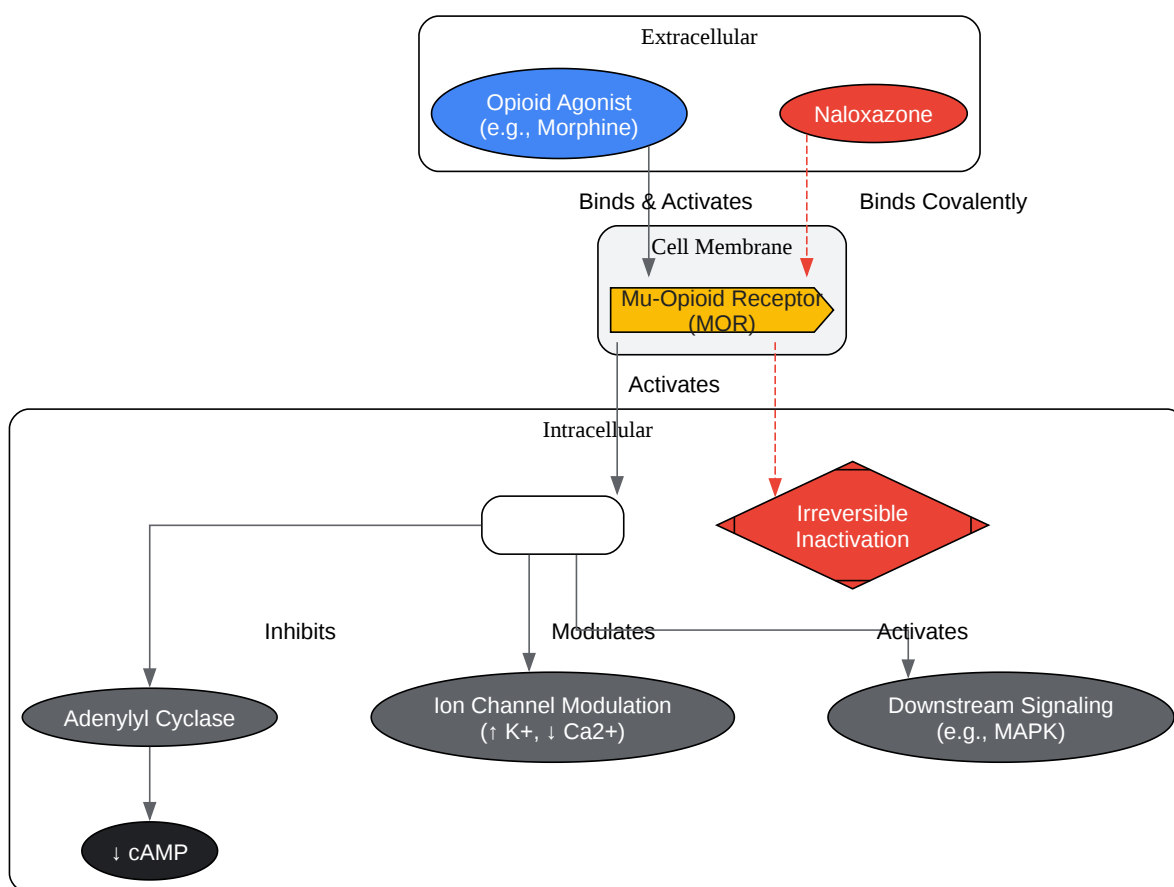 Extracellular
Opioid Agonist
(e.g., Morphine)
Naloxazone
Binds & Activates
Binds Covalently
Cell Membrane
Mu-Opioid Receptor
(MOR)
Activates
Intracellular
Irreversible
Inactivation
Inhibits
Modulates
Activates
Adenylyl Cyclase
Ion Channel Modulation
(↑ K+, ↓ Ca2+)
Downstream Signaling
(e.g., MAPK)
↓ cAMP